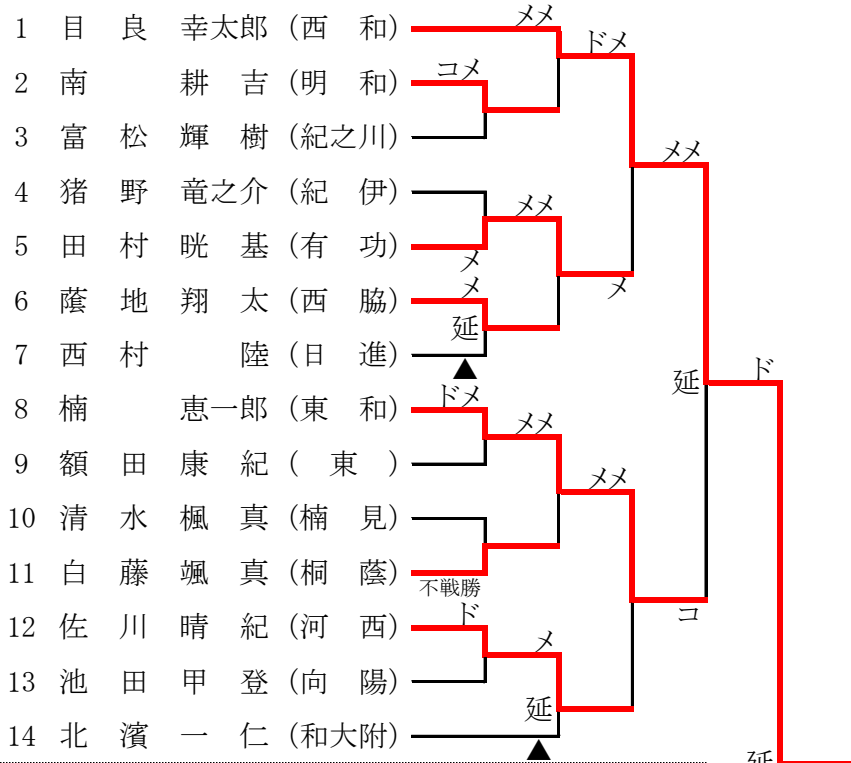 メメ
1 目良 幸太郎 (西 和)
ドメ
コメ
2 南 耕吉 (明 和)
3 富松 輝樹 (紀之川)
メメ
4 猪野 竜之介 (紀 伊)
メメ
5 田村 晄基 (有 功)
メ
メ
メ
6 蔭地 翔太 (西 脇)
延
7 西村 陸 (日 進)
▲
ド
延
ドメ
8 楠 恵一郎 (東 和)
メメ
9 額田 康紀 ( 東 )
メメ
10 清水 楓真 (楠 見)
11 白藤 颯真 (桐 蔭)
不戦勝
ド
コ
12 佐川 晴紀 (河 西)
メ
13 池田 甲登 (向 陽)
延
14 北濱 一仁 (和大附)
▲
延